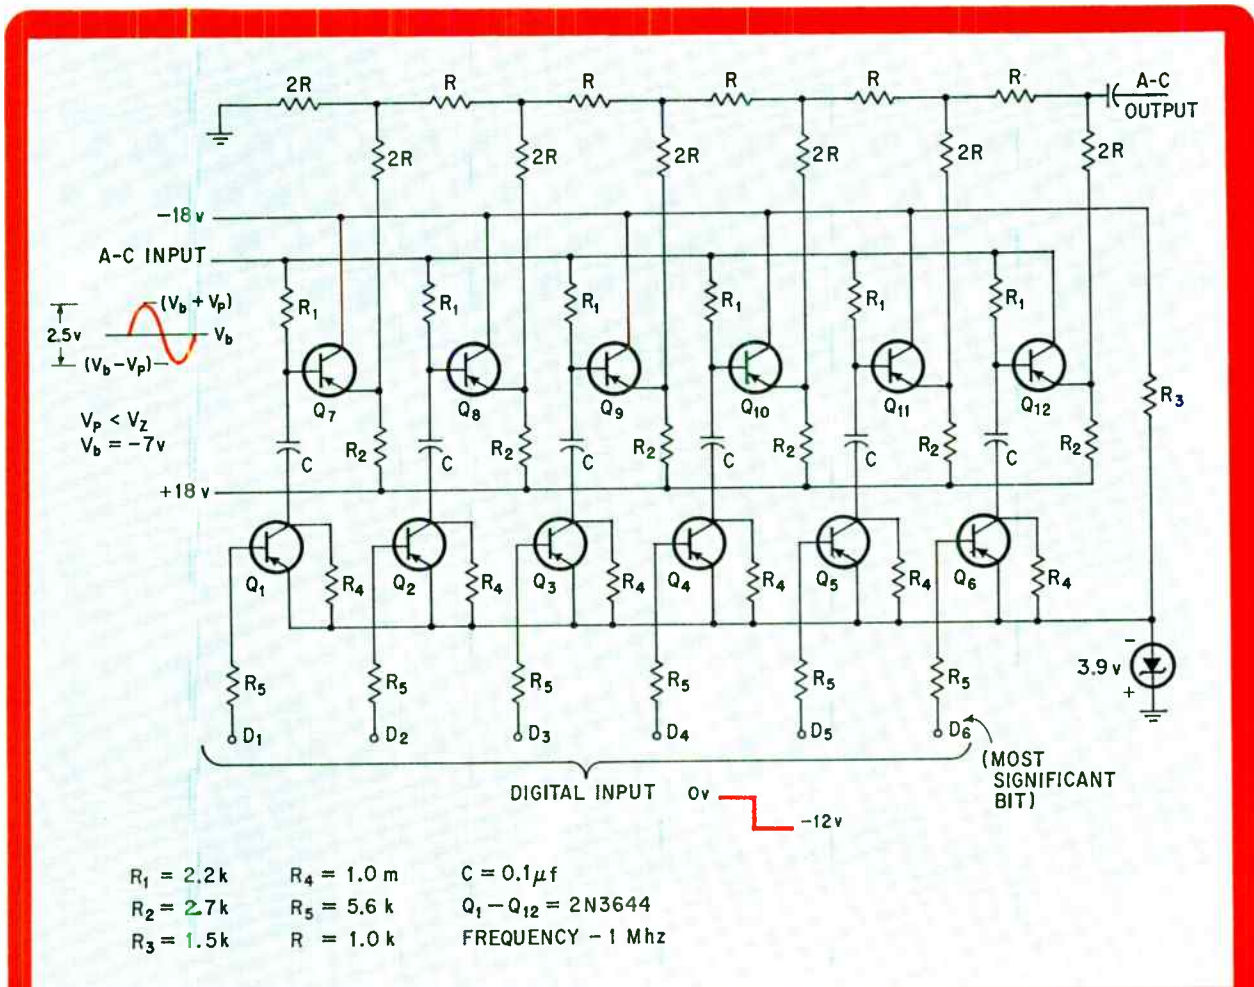 2R R R R R R A-C
OUTPUT
2R 2R 2R 2R 2R 2R
-18 v
A-C INPUT
R1 R1 R1 R1 R1 R1
(Vb + Vp)
2.5v Vb
(Vb - Vp)
Q7 Q8 Q9 Q10 Q11 Q12 R3
Vp < Vz
Vb = -7v
C R2 C R2 C R2 C R2 C R2 C R2
+18 v
Q1 R4 Q2 R4 Q3 R4 Q4 R4 Q5 R4 Q6 R4
-
3.9 v
+
R5 R5 R5 R5 R5 R5
D1 D2 D3 D4 D5 D6
(MOST
SIGNIFICANT
BIT)
DIGITAL INPUT 0v
-12v
R1 = 2.2k R4 = 1.0 m C = 0.1μf
R2 = 2.7k R5 = 5.6 k Q1 - Q12 = 2N3644
R3 = 1.5k R = 1.0 k FREQUENCY - 1 Mhz